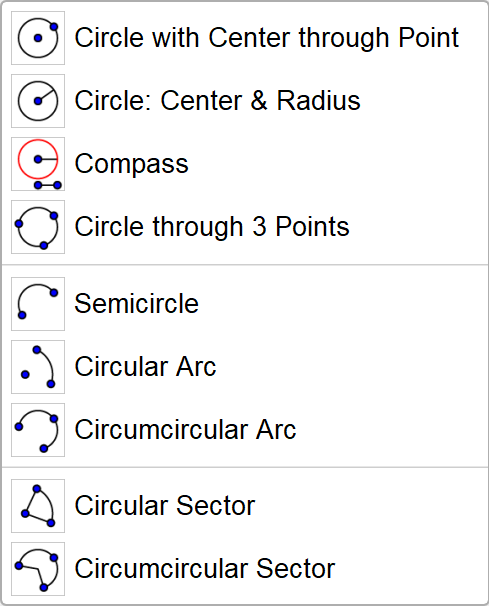 Circle with Center through Point
Circle: Center & Radius
Compass
Circle through 3 Points
Semicircle
Circular Arc
Circumcircular Arc
Circular Sector
Circumcircular Sector